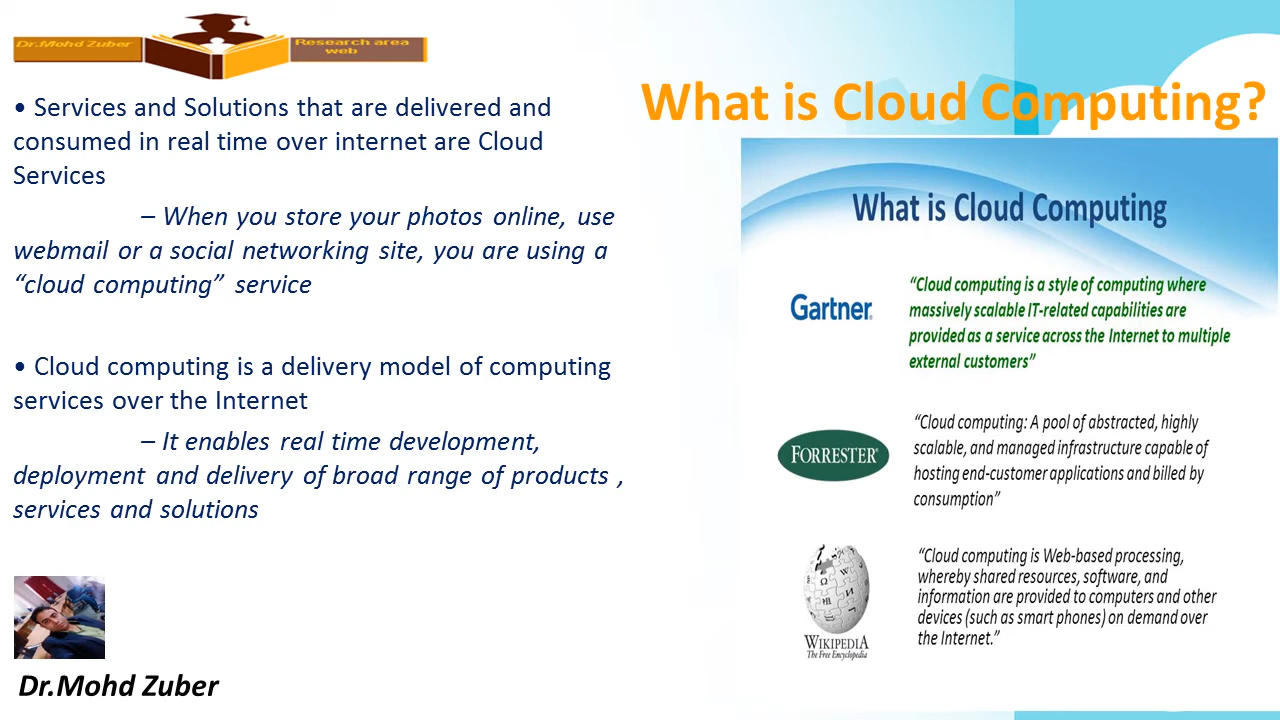 Dr.Mohd Zuber
Research area
web
• Services and Solutions that are delivered and
consumed in real time over internet are Cloud
Services
– When you store your photos online, use
webmail or a social networking site, you are using a
“cloud computing” service
• Cloud computing is a delivery model of computing
services over the Internet
– It enables real time development,
deployment and delivery of broad range of products ,
services and solutions
Dr.Mohd Zuber
What is Cloud Computing?
What is Cloud Computing
Gartner®
“Cloud computing is a style of computing where
massively scalable IT-related capabilities are
provided as a service across the Internet to multiple
external customers”
FORRESTER®
“Cloud computing: A pool of abstracted, highly
scalable, and managed infrastructure capable of
hosting end-customer applications and billed by
consumption”
WIKIPEDIA
The Free Encyclopedia
“Cloud computing is Web-based processing,
whereby shared resources, software, and
information are provided to computers and other
devices (such as smart phones) on demand over
the Internet.”